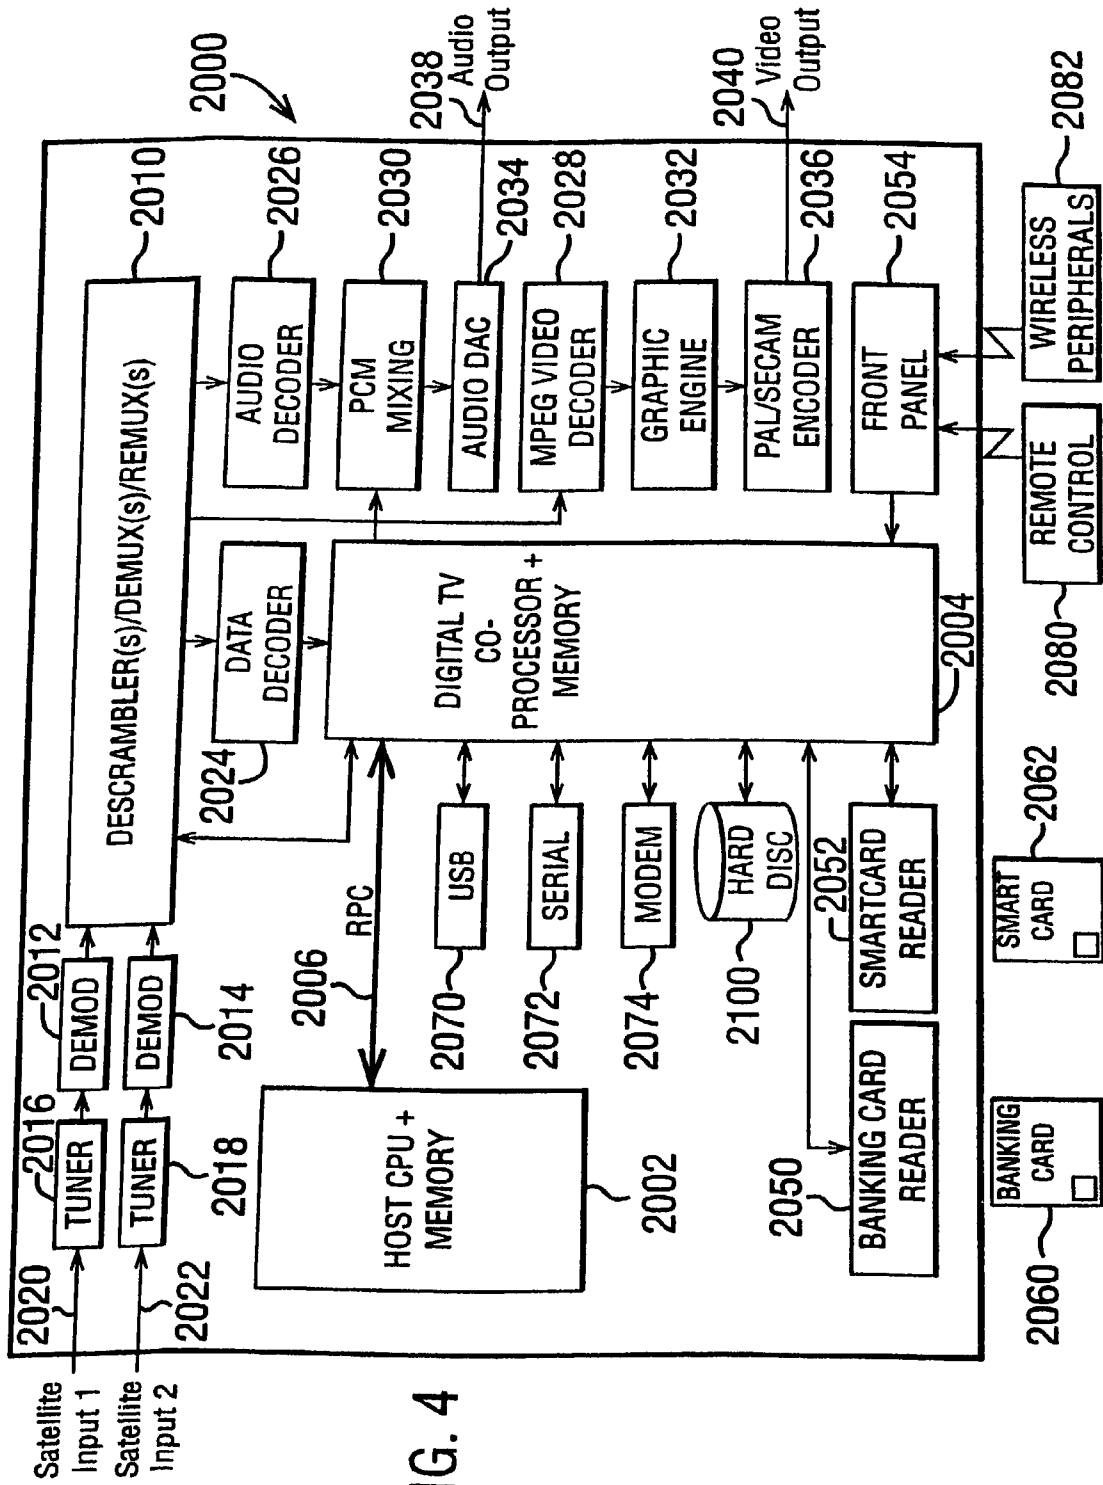 2000
Satellite
Input 1
2020
TUNER
2016
DEMOD
2012
DESCRAMBLER(s)/DEMUX(s)/REMUX(s)
2010
Satellite
Input 2
2022
TUNER
2018
DEMOD
2014
2024
DATA
DECODER
AUDIO
DECODER
2026
2006
RPC
PCM
MIXING
2030
HOST CPU +
MEMORY
2002
DIGITAL TV
CO-
PROCESSOR +
MEMORY
2004
AUDIO DAC
2034
2038
Audio
Output
2070
USB
MPEG VIDEO
DECODER
2028
2072
SERIAL
GRAPHIC
ENGINE
2032
2074
MODEM
PAL/SECAM
ENCODER
2036
2040
Video
Output
2100
HARD
DISC
FRONT
PANEL
2054
2050
BANKING CARD
READER
2052
SMARTCARD
READER
2060
BANKING
CARD
SMART
CARD
2062
2080
REMOTE
CONTROL
WIRELESS
PERIPHERALS
2082
IG. 4